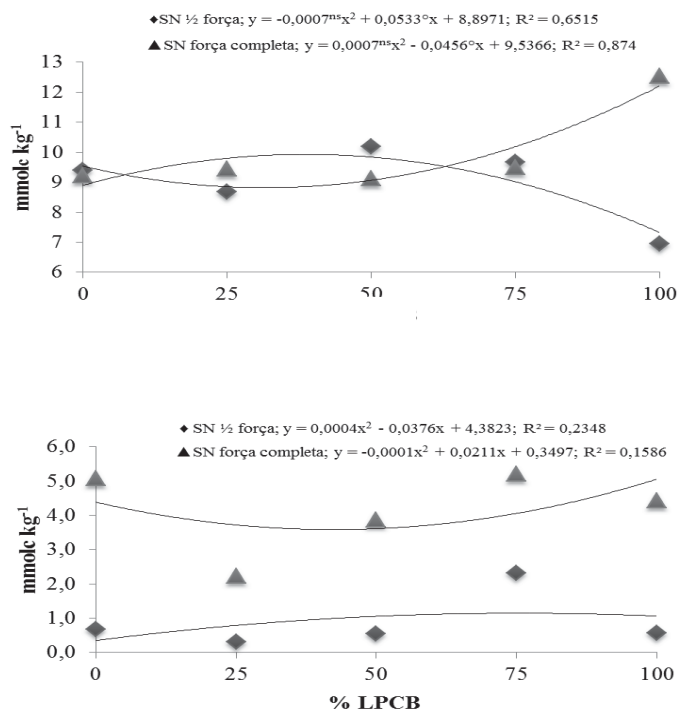 SN ½ força; y = -0,0007ⁿˢx² + 0,0533°x + 8,8971; R² = 0,6515
SN força completa; y = 0,0007ⁿˢx² - 0,0456°x + 9,5366; R² = 0,874
13
12
11
10
9
8
7
6
mmolc kg⁻¹
0 25 50 75 100
SN ½ força; y = 0,0004x² - 0,0376x + 4,3823; R² = 0,2348
SN força completa; y = -0,0001x² + 0,0211x + 0,3497; R² = 0,1586
6,0
5,0
4,0
3,0
2,0
1,0
0,0
mmolc kg⁻¹
0 25 50 75 100
% LPCB